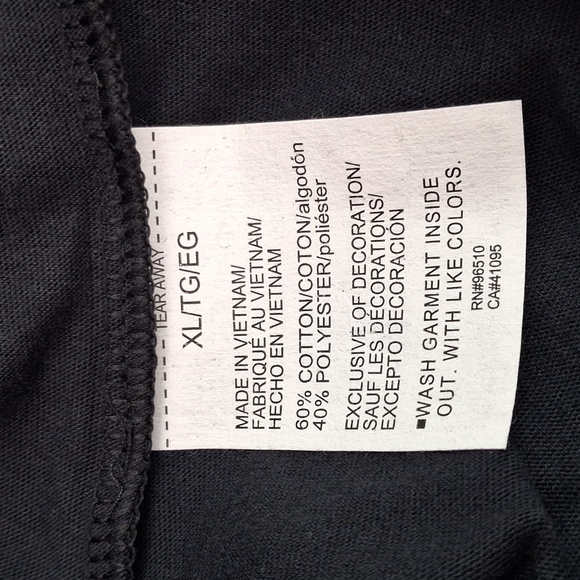 TEAR AWAY
XL/TG/EG
MADE IN VIETNAM/
FABRIQUÉ AU VIETNAM/
HECHO EN VIETNAM
60% COTTON/COTON/algodón
40% POLYESTER/poliéster
EXCLUSIVE OF DECORATION/
SAUF LES DÉCORATIONS/
EXCEPTO DECORACIÓN
■WASH GARMENT INSIDE
OUT. WITH LIKE COLORS.
RN#96510
CA#41095